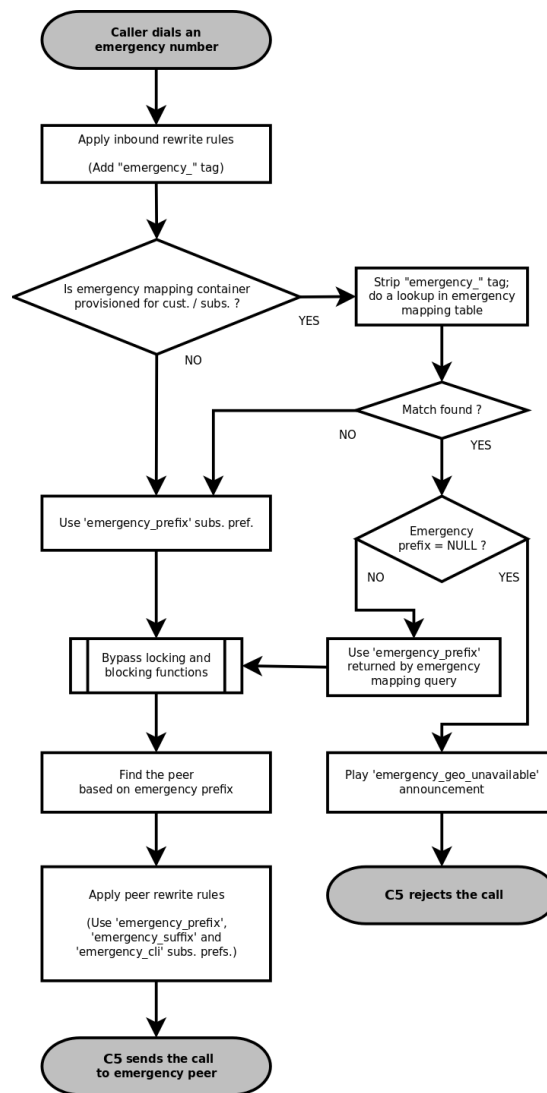 Caller dials an
emergency number
Apply inbound rewrite rules
(Add "emergency_" tag)
Is emergency mapping container
provisioned for cust. / subs. ?
YES
NO
Strip "emergency_" tag;
do a lookup in emergency
mapping table
Match found ?
NO
YES
Use 'emergency_prefix' subs. pref.
Emergency
prefix = NULL ?
NO
YES
Bypass locking and
blocking functions
Use 'emergency_prefix'
returned by emergency
mapping query
Find the peer
based on emergency prefix
Play 'emergency_geo_unavailable'
announcement
Apply peer rewrite rules
(Use 'emergency_prefix',
'emergency_suffix' and
'emergency_cli' subs. prefs.)
C5 rejects the call
C5 sends the call
to emergency peer